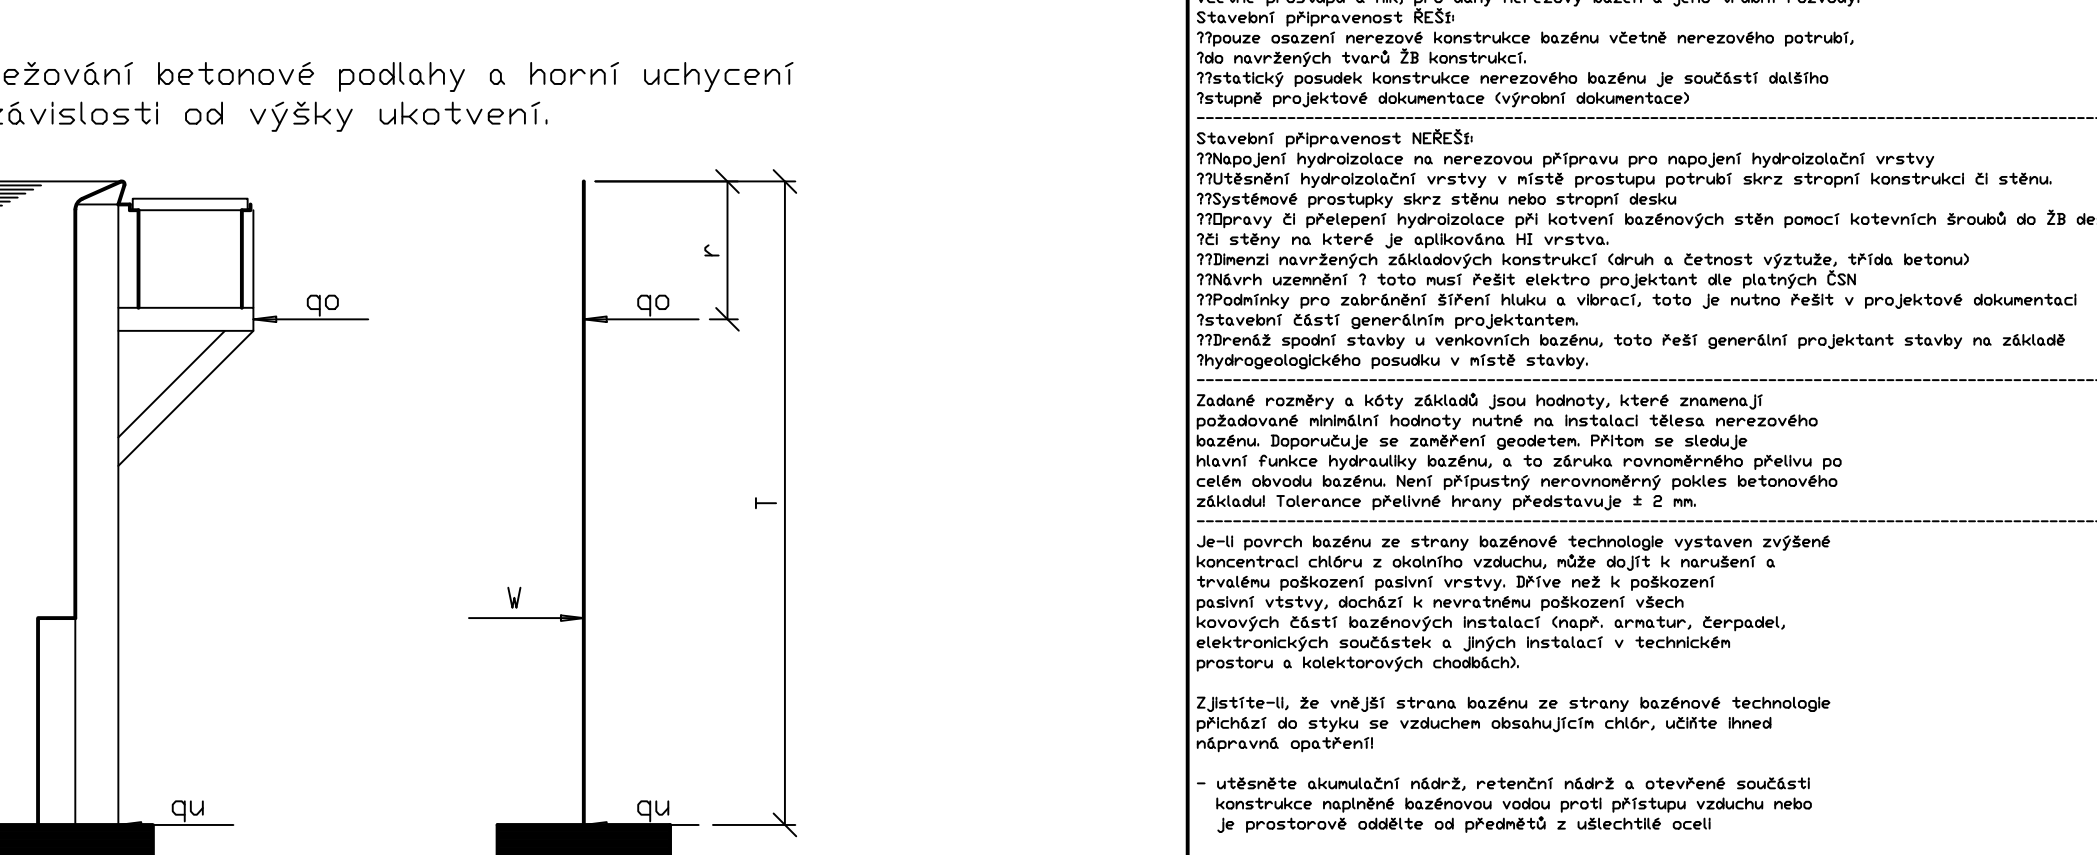 ežování betonové podlahy a horní uchycení
závislosti od výšky ukotvení.
qo
qu
r
qo
T
W
qu
Stavební připravenost ŘEŠÍ:
??pouze osazení nerezové konstrukce bazénu včetně nerezového potrubí,
?do navržených tvarů ŽB konstrukcí.
??statický posudek konstrukce nerezového bazénu je součástí dalšího
?stupně projektové dokumentace (výrobní dokumentace)
Stavební připravenost NEŘEŠÍ:
??Napojení hydroizolace na nerezovou přípravu pro napojení hydroizolační vrstvy
??Utěsnění hydroizolační vrstvy v místě prostupu potrubí skrz stropní konstrukci či stěnu.
??Systémové prostupky skrz stěnu nebo stropní desku
??Opravy či přelepení hydroizolace při kotvení bazénových stěn pomocí kotevních šroubů do ŽB de
?či stěny na které je aplikována HI vrstva.
??Dimenzi navržených základových konstrukcí (druh a četnost výztuže, třída betonu)
??Návrh uzemnění ? toto musí řešit elektro projektant dle platných ČSN
??Podmínky pro zabránění šíření hluku a vibrací, toto je nutno řešit v projektové dokumentaci
?stavební částí generálním projektantem.
??Drenáž spodní stavby u venkovních bazénu, toto řeší generální projektant stavby na základě
?hydrogeologického posudku v místě stavby.
Zadané rozměry a kóty základů jsou hodnoty, které znamenají
požadované minimální hodnoty nutné na instalaci tělesa nerezového
bazénu. Doporučuje se zaměření geodetem. Přitom se sleduje
hlavní funkce hydrauliky bazénu, a to záruka rovnoměrného přelivu po
celém obvodu bazénu. Není přípustný nerovnoměrný pokles betonového
základu! Tolerance přelivné hrany představuje ± 2 mm.
Je-li povrch bazénu ze strany bazénové technologie vystaven zvýšené
koncentraci chlóru z okolního vzduchu, může dojít k narušení a
trvalému poškození pasivní vrstvy. Dříve než k poškození
pasivní vtstvy, dochází k nevratnému poškození všech
kovových částí bazénových instalací (např. armatur, čerpadel,
elektronických součástek a jiných instalací v technickém
prostoru a kolektorových chodbách).
Zjistíte-li, že vnější strana bazénu ze strany bazénové technologie
přichází do styku se vzduchem obsahujícím chlór, učiňte ihned
nápravná opatření!
- utěsněte akumulační nádrž, retenční nádrž a otevřené součásti
konstrukce naplněné bazénovou vodou proti přístupu vzduchu nebo
je prostorově oddělte od předmětů z ušlechtilé oceli